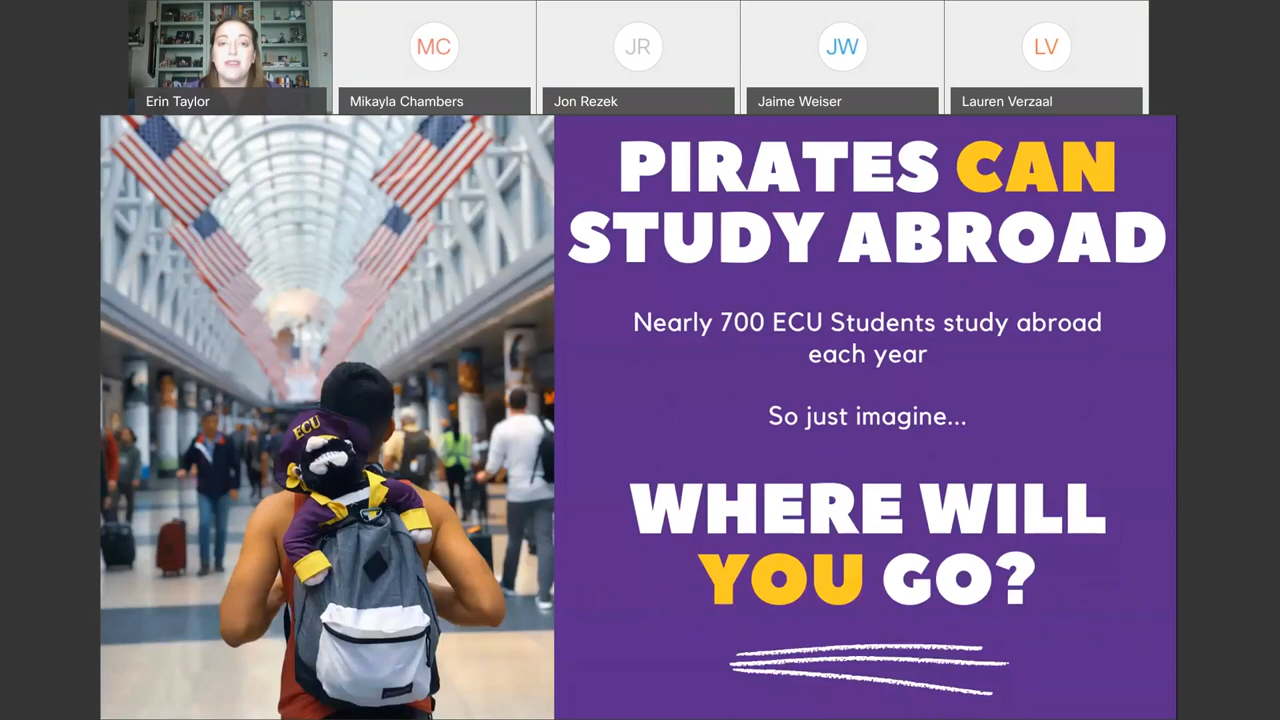 MC
JR
JW
LV
Erin Taylor
Mikayla Chambers
Jon Rezek
Jaime Weiser
Lauren Verzaal
PIRATES CAN
STUDY ABROAD
Nearly 700 ECU Students study abroad
each year
So just imagine...
WHERE WILL
YOU GO?
ECU